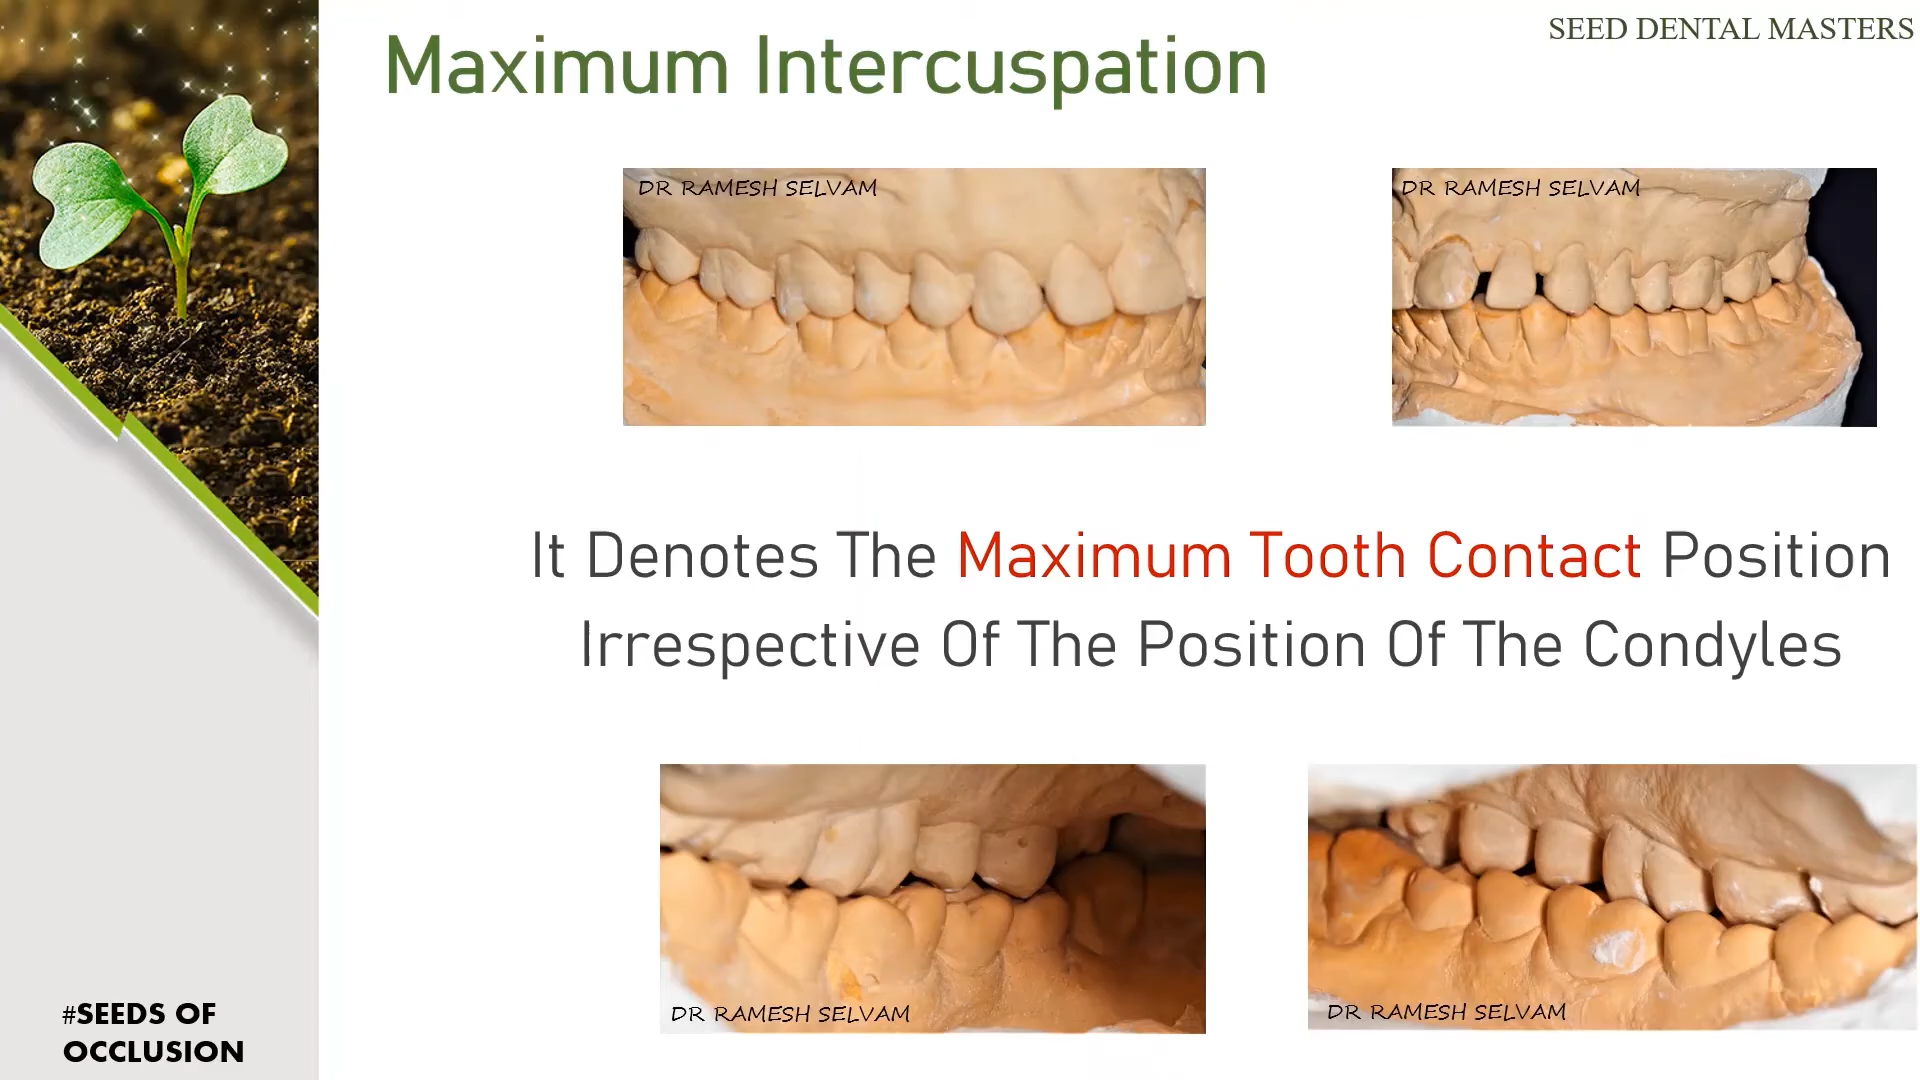 SEED DENTAL MASTERS
Maximum Intercuspation
DR RAMESH SELVAM
DR RAMESH SELVAM
It Denotes The Maximum Tooth Contact Position
Irrespective Of The Position Of The Condyles
DR RAMESH SELVAM
DR RAMESH SELVAM
#SEEDS OF
OCCLUSION